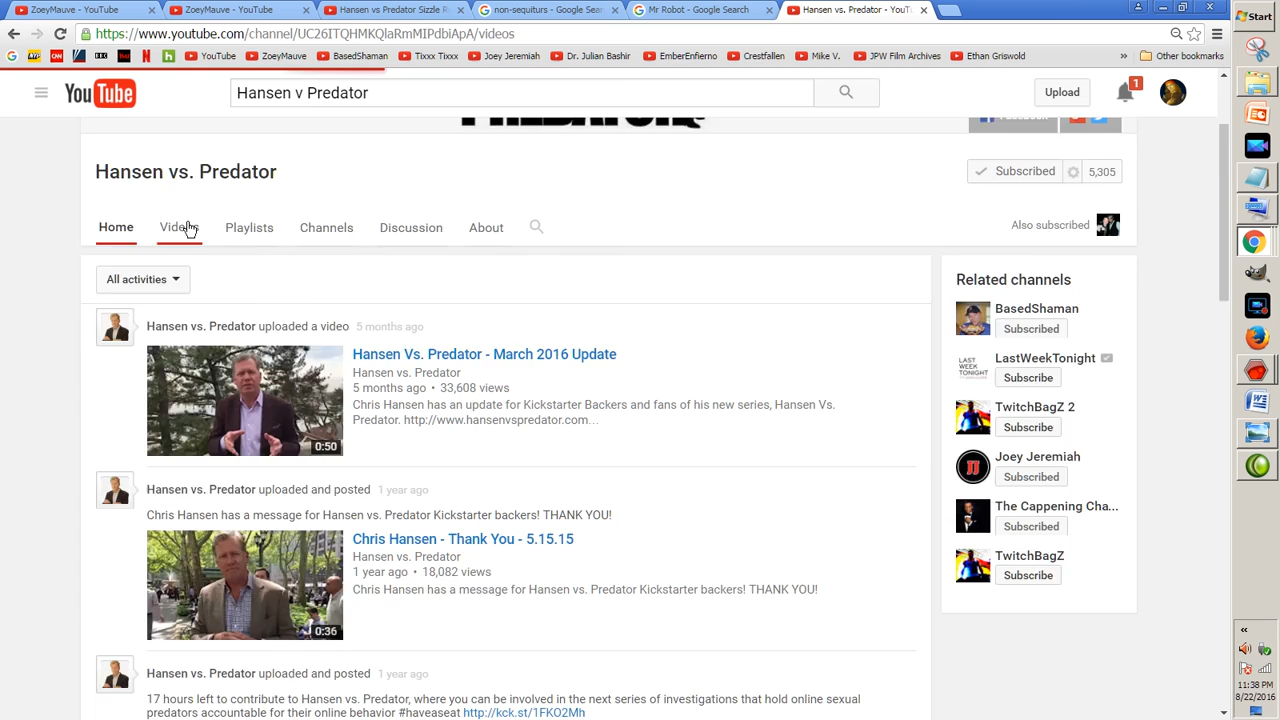 ZoeyMauve - YouTube
ZoeyMauve - YouTube
Hansen vs Predator Sizzle R
non-sequiturs - Google Sear
Mr Robot - Google Search
Hansen vs. Predator - YouT
https://www.youtube.com/channel/UC26ITQHMKQlaRmMIPdbiApA/videos
YouTube
ZoeyMauve
BasedShaman
Tixxx Tixxx
Joey Jeremiah
Dr. Julian Bashir
EmberEnfierno
Crestfallen
Mike V.
JPW Film Archives
Ethan Griswold
Other bookmarks
YouTube
Hansen v Predator
Upload
1
Hansen vs. Predator
Subscribed
5,305
Home
Videos
Playlists
Channels
Discussion
About
Also subscribed
All activities
Hansen vs. Predator uploaded a video 5 months ago
Hansen Vs. Predator - March 2016 Update
Hansen vs. Predator
5 months ago • 33,608 views
Chris Hansen has an update for Kickstarter Backers and fans of his new series, Hansen Vs.
Predator. http://www.hansenvspredator.com...
0:50
Hansen vs. Predator uploaded and posted 1 year ago
Chris Hansen has a message for Hansen vs. Predator Kickstarter backers! THANK YOU!
Chris Hansen - Thank You - 5.15.15
Hansen vs. Predator
1 year ago • 18,082 views
Chris Hansen has a message for Hansen vs. Predator Kickstarter backers! THANK YOU!
0:36
Hansen vs. Predator uploaded and posted 1 year ago
17 hours left to contribute to Hansen vs. Predator, where you can be involved in the next series of investigations that hold online sexual
predators accountable for their online behavior #haveaseat http://kck.st/1FKO2Mh
Related channels
BasedShaman
Subscribed
LastWeekTonight
Subscribe
TwitchBagZ 2
Subscribe
Joey Jeremiah
Subscribed
The Cappening Cha...
Subscribed
TwitchBagZ
Subscribe
Start
11:38 PM
8/22/2016